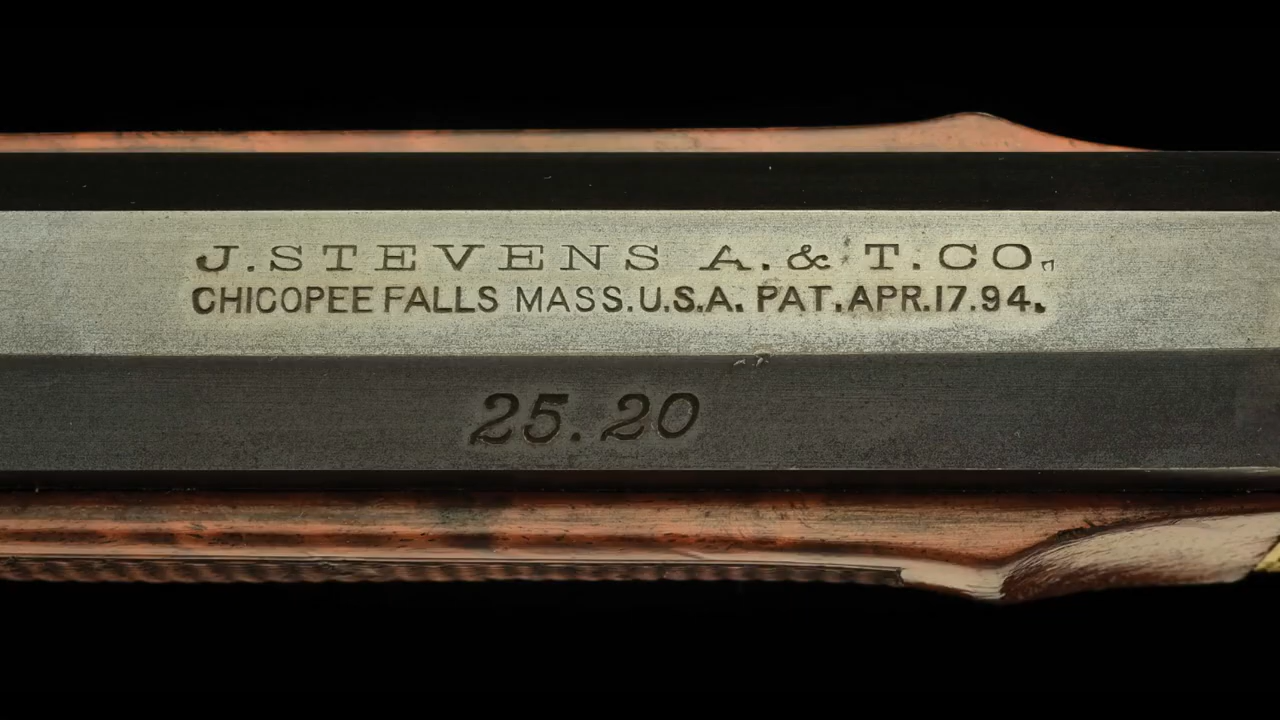 J.STEVENS A.& T.CO.
CHICOPEE FALLS MASS.U.S.A. PAT.APR.17.94.
25.20